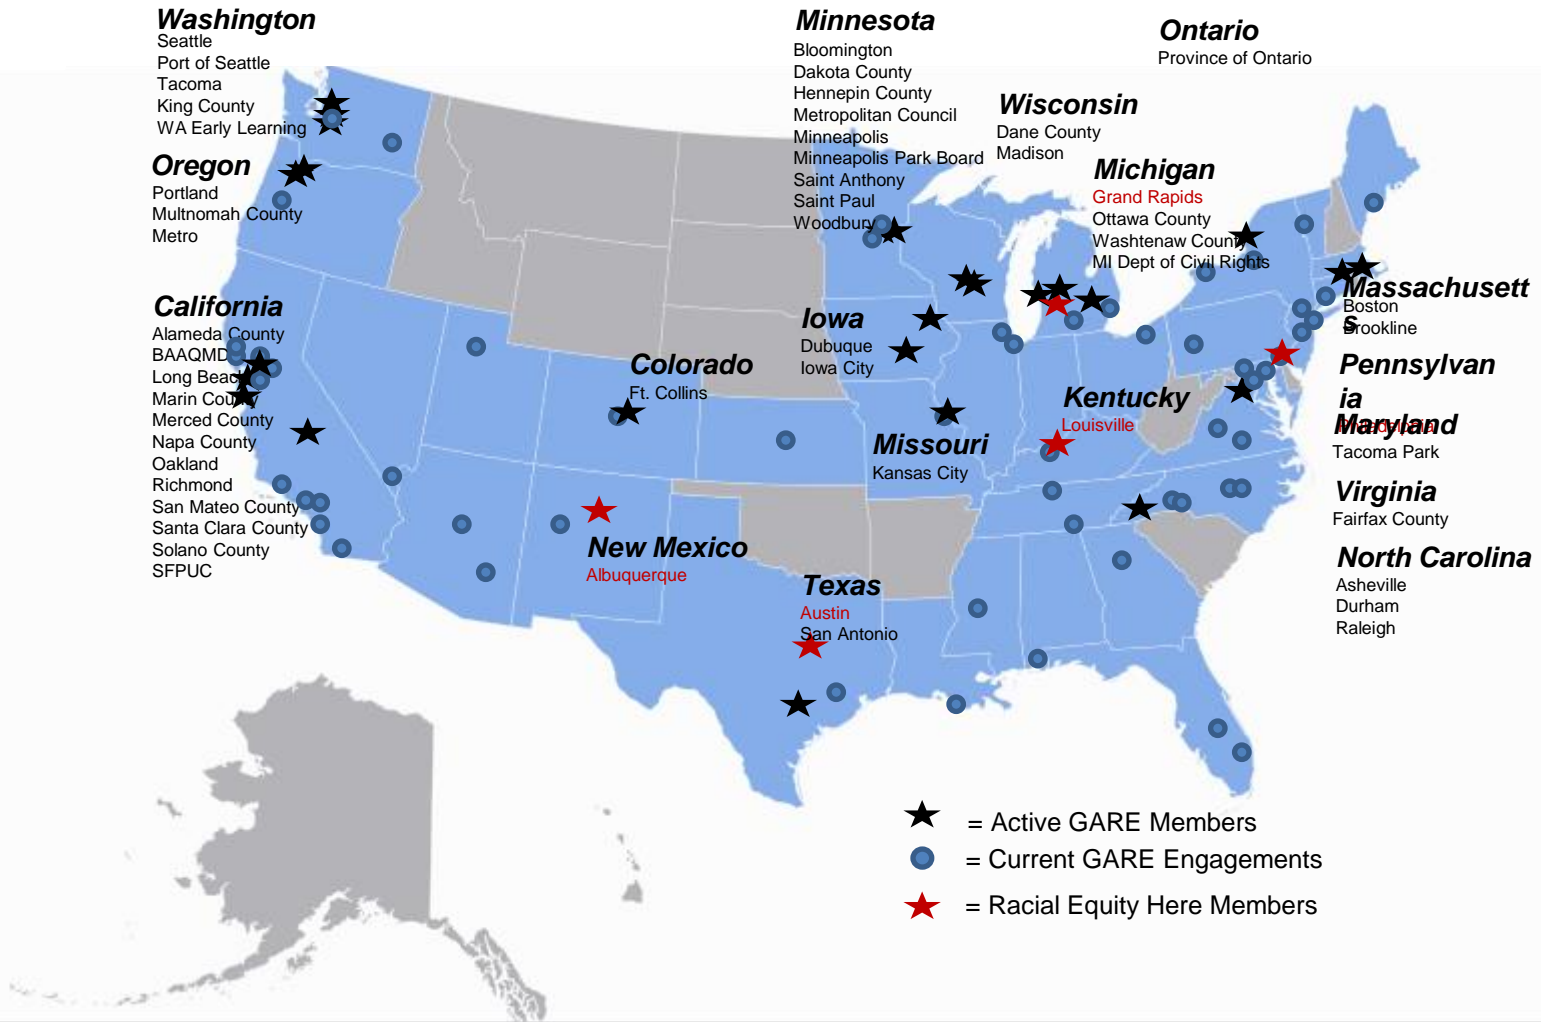 Washington
Seattle
Port of Seattle
Tacoma
King County
WA Early Learning
Oregon
Portland
Multnomah County
Metro
California
Alameda County
BAAQMD
Long Beach
Marin County
Merced County
Napa County
Oakland
Richmond
San Mateo County
Santa Clara County
Solano County
SFPUC
Colorado
Ft. Collins
New Mexico
Albuquerque
Minnesota
Bloomington
Dakota County
Hennepin County
Metropolitan Council
Minneapolis
Minneapolis Park Board
Saint Anthony
Saint Paul
Woodbury
Iowa
Dubuque
Iowa City
Missouri
Kansas City
Texas
Austin
San Antonio
Wisconsin
Dane County
Madison
Michigan
Grand Rapids
Ottawa County
Washtenaw County
MI Dept of Civil Rights
Kentucky
Louisville
Ontario
Province of Ontario
Massachusett
s
Boston
Brookline
Pennsylvan
ia
Philadelphia
Maryland
Tacoma Park
Virginia
Fairfax County
North Carolina
Asheville
Durham
Raleigh
= Active GARE Members
= Current GARE Engagements
= Racial Equity Here Members